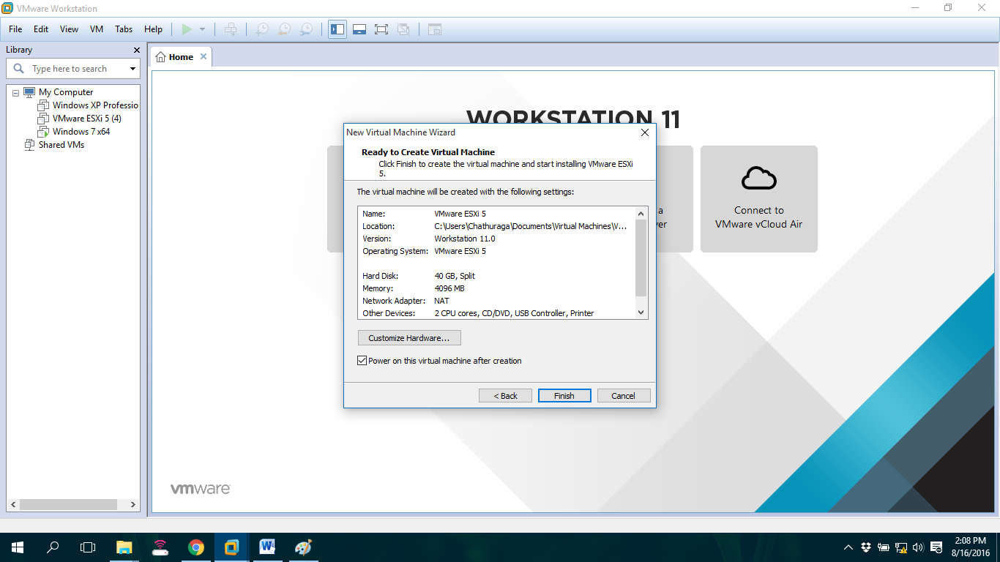 VMware Workstation
File Edit View VM Tabs Help
Library
Type here to search
My Computer
Windows XP Professio
VMware ESXi 5 (4)
Windows 7 x64
Shared VMs
Home
WORKSTATION 11
a
ver
Connect to
VMware vCloud Air
New Virtual Machine Wizard
Ready to Create Virtual Machine
Click Finish to create the virtual machine and start installing VMware ESXi
5.
The virtual machine will be created with the following settings:
Name: VMware ESXi 5
Location: C:\Users\Chathuraga\Documents\Virtual Machines\V...
Version: Workstation 11.0
Operating System: VMware ESXi 5
Hard Disk: 40 GB, Split
Memory: 4096 MB
Network Adapter: NAT
Other Devices: 2 CPU cores, CD/DVD, USB Controller, Printer
Customize Hardware...
Power on this virtual machine after creation
< Back Finish Cancel
vmware
2:08 PM
8/16/2016